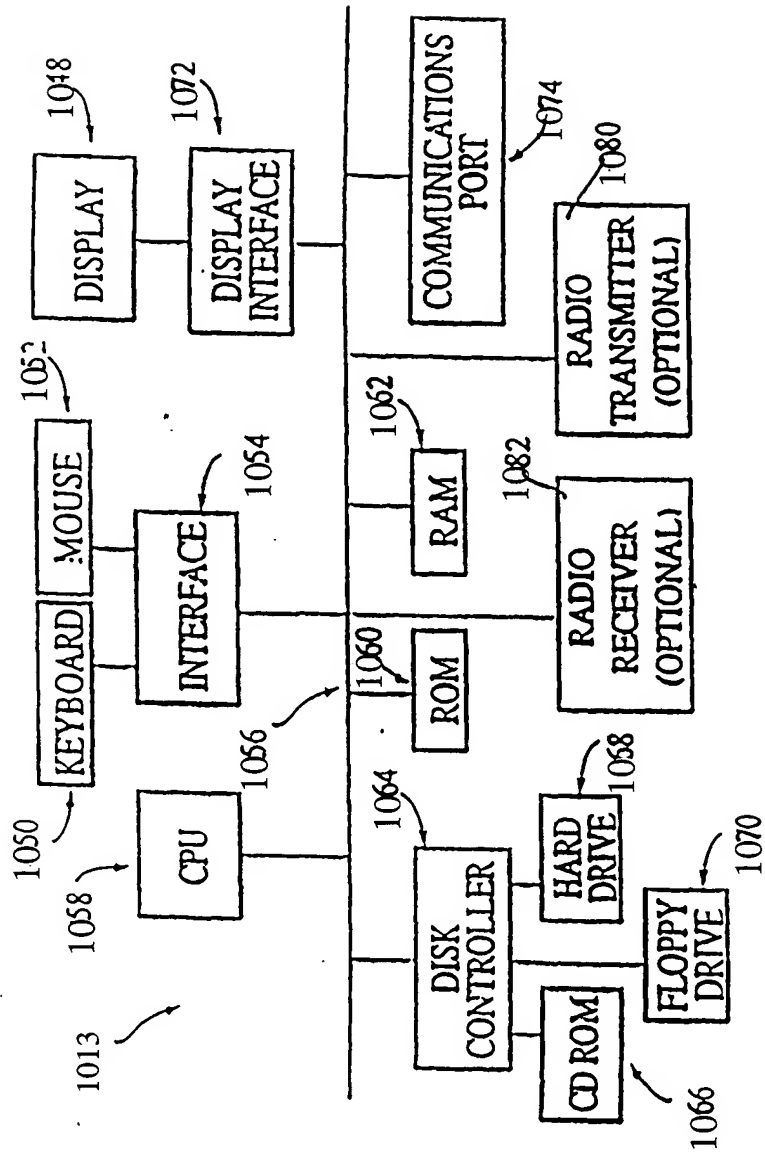 1013
1058
CPU
1050
KEYBOARD
MOUSE
1052
INTERFACE
1054
1048
DISPLAY
1072
DISPLAY
INTERFACE
1056
1064
DISK
CONTROLLER
CD ROM
1066
HARD
DRIVE
1068
FLOPPY
DRIVE
1070
1060
ROM
1062
RAM
1082
RADIO
RECEIVER
(OPTIONAL)
COMMUNICATIONS
PORT
1074
1080
RADIO
TRANSMITTER
(OPTIONAL)